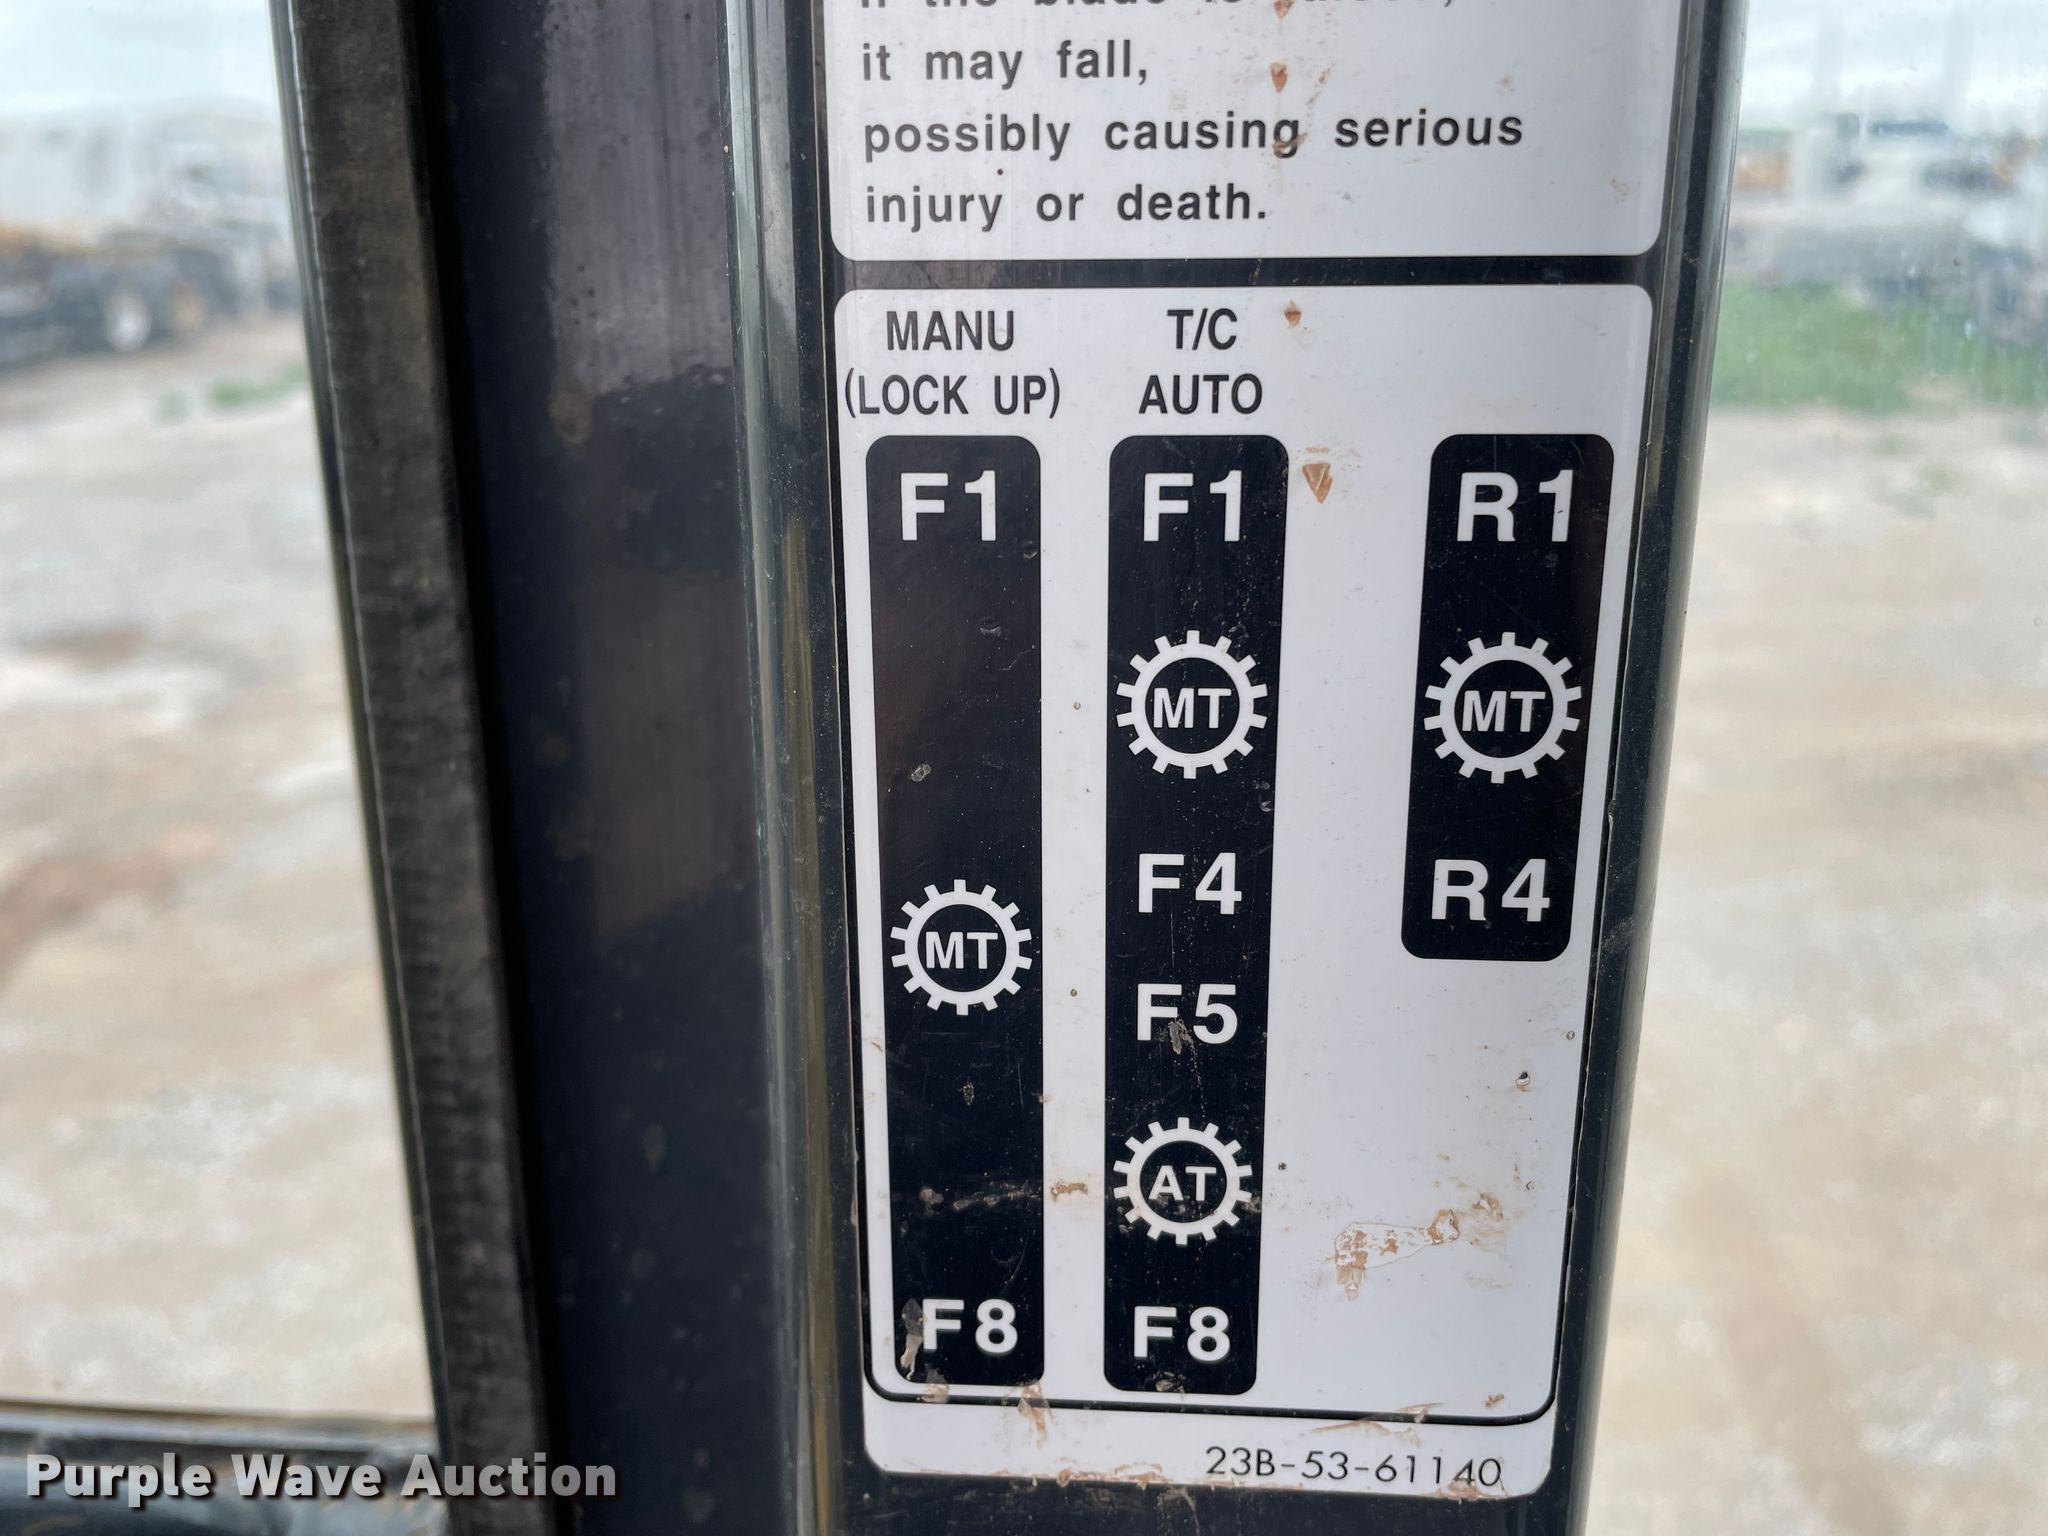 it may fall,
possibly causing serious
injury or death.
MANU
(LOCK UP)
F1
MT
F8
T/C
AUTO
F1
MT
F4
F5
AT
F8
R1
MT
R4
23B-53-61140
Purple Wave Auction